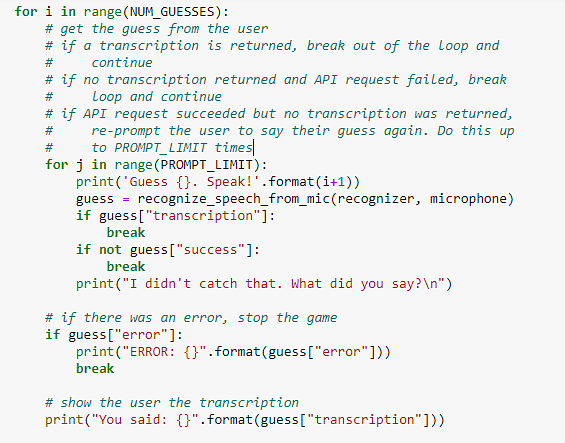 for i in range(NUM_GUESSES):
    # get the guess from the user
    # if a transcription is returned, break out of the loop and
    #     continue
    # if no transcription returned and API request failed, break
    #     loop and continue
    # if API request succeeded but no transcription was returned,
    #     re-prompt the user to say their guess again. Do this up
    #     to PROMPT_LIMIT times
    for j in range(PROMPT_LIMIT):
        print('Guess {}. Speak!'.format(i+1))
        guess = recognize_speech_from_mic(recognizer, microphone)
        if guess["transcription"]:
            break
        if not guess["success"]:
            break
        print("I didn't catch that. What did you say?\n")

    # if there was an error, stop the game
    if guess["error"]:
        print("ERROR: {}".format(guess["error"]))
        break

    # show the user the transcription
    print("You said: {}".format(guess["transcription"]))